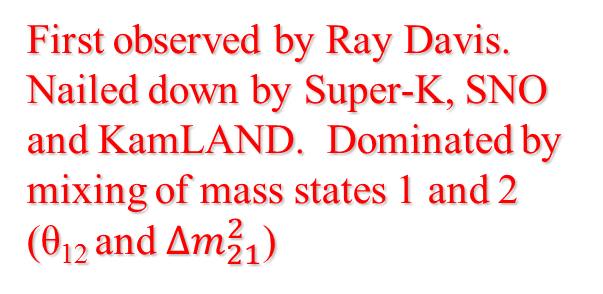 First observed by Ray Davis.
Nailed down by Super-K, SNO
and KamLAND.  Dominated by
mixing of mass states 1 and 2
(θ₁₂ and Δm²₂₁)